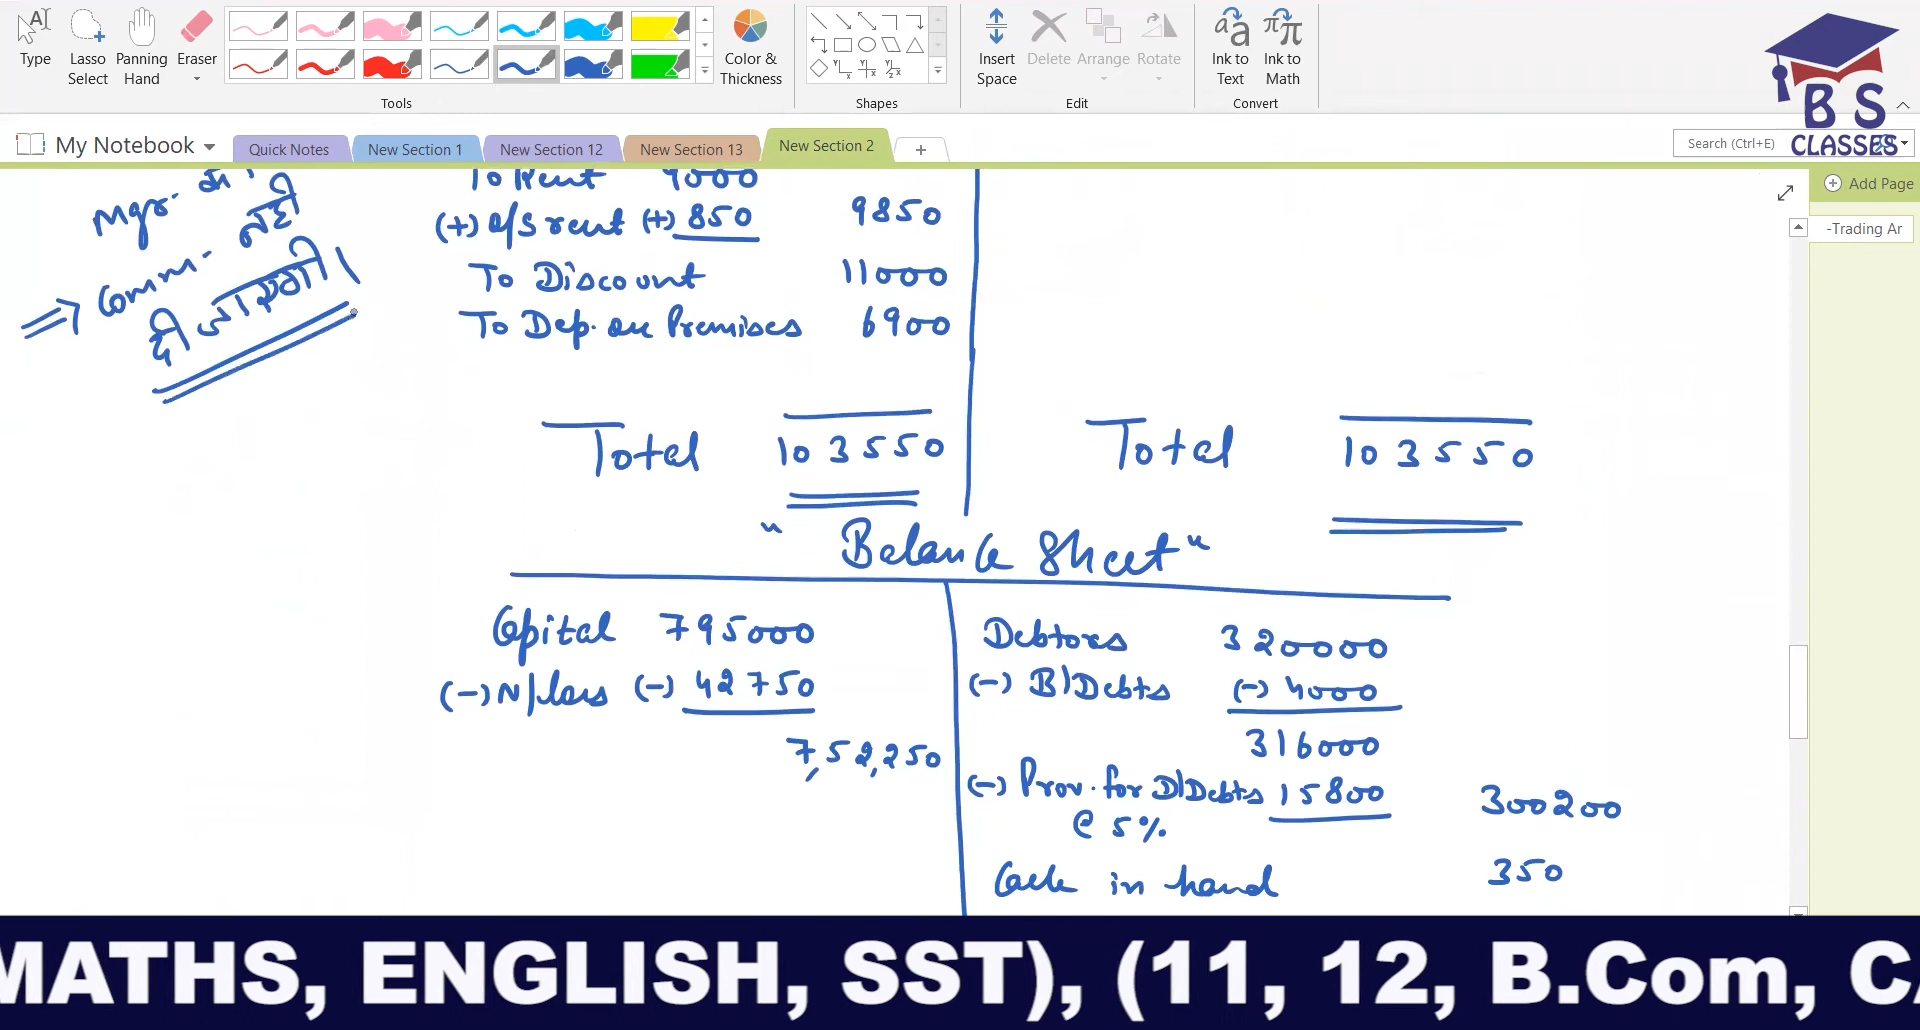 Type
Lasso Select
Panning Hand
Eraser
Color & Thickness
Insert Space
Delete
Arrange
Rotate
Ink to Text
Ink to Math
Tools
Shapes
Edit
Convert
B S
CLASSES
My Notebook
Quick Notes
New Section 1
New Section 12
New Section 13
New Section 2
Search (Ctrl+E)
Add Page
-Trading Ar
Mgr. को
⇒ Comm. नहीं
दी जाएगी।
To Rent 9000
(+) o/s rent (+) 850 9850
To Discount 11000
To Dep. on Premises 6900
Total 103550 Total 103550
"Balance Sheet"
Capital 795000
(-) N/loss (-) 42750
7,52,250
Debtors 320000
(-) B/Debts (-) 4000
316000
(-) Prov. for D/Debts 15800 300200
@ 5%
Cash in hand 350
MATHS, ENGLISH, SST), (11, 12, B.Com, CA